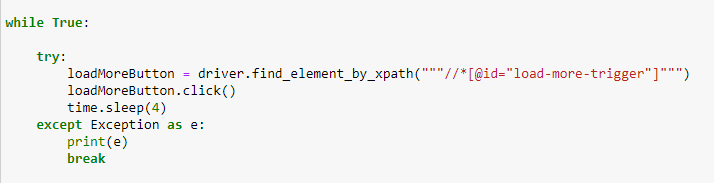 while True:
    try:
        loadMoreButton = driver.find_element_by_xpath("""//*[@id="load-more-trigger"]""")
        loadMoreButton.click()
        time.sleep(4)
    except Exception as e:
        print(e)
        break